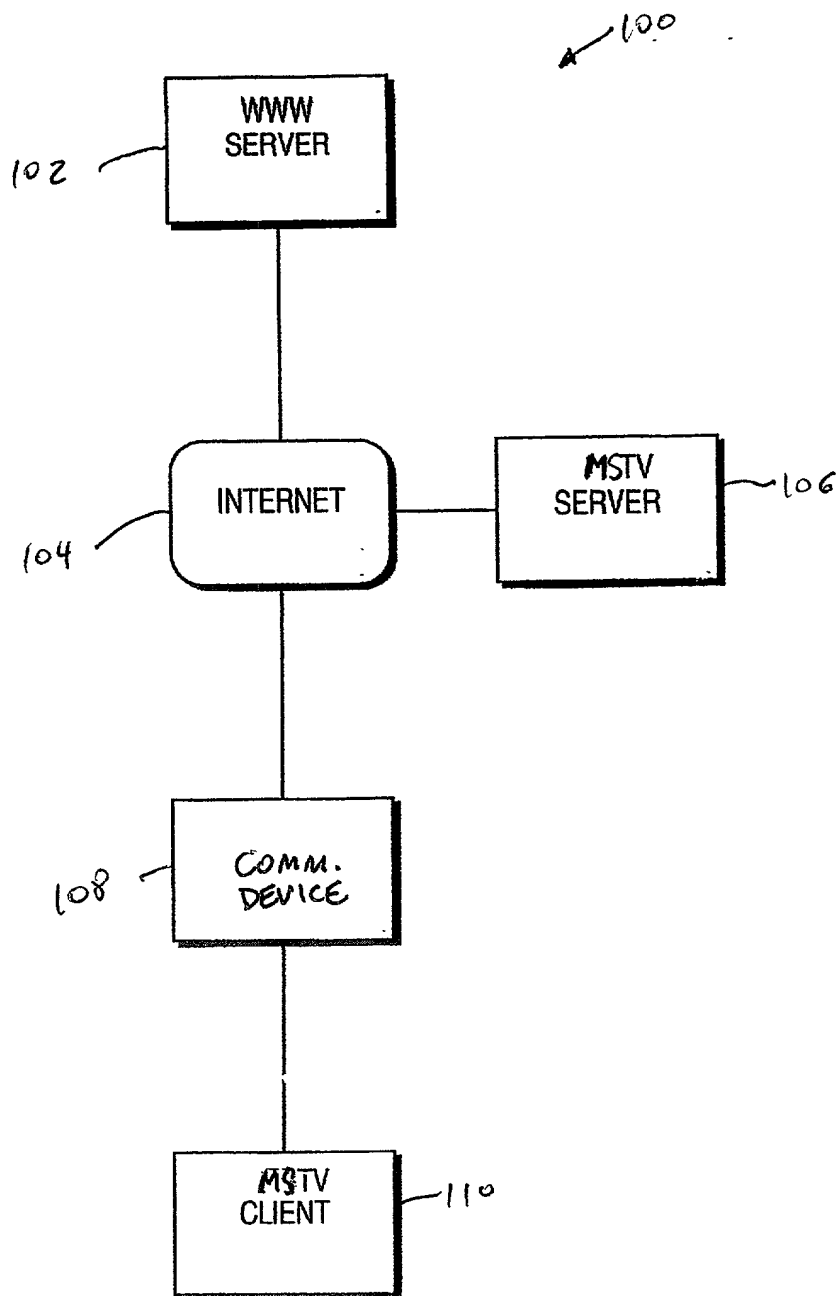 100
WWW
SERVER
102
INTERNET
104
MSTV
SERVER
106
COMM.
DEVICE
108
MSTV
CLIENT
110